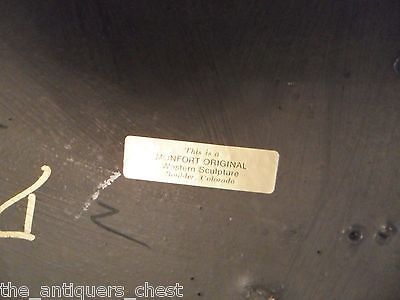 This is a
MONFORT ORIGINAL
Western Sculpture
Boulder, Colorado
the_antiquers_chest